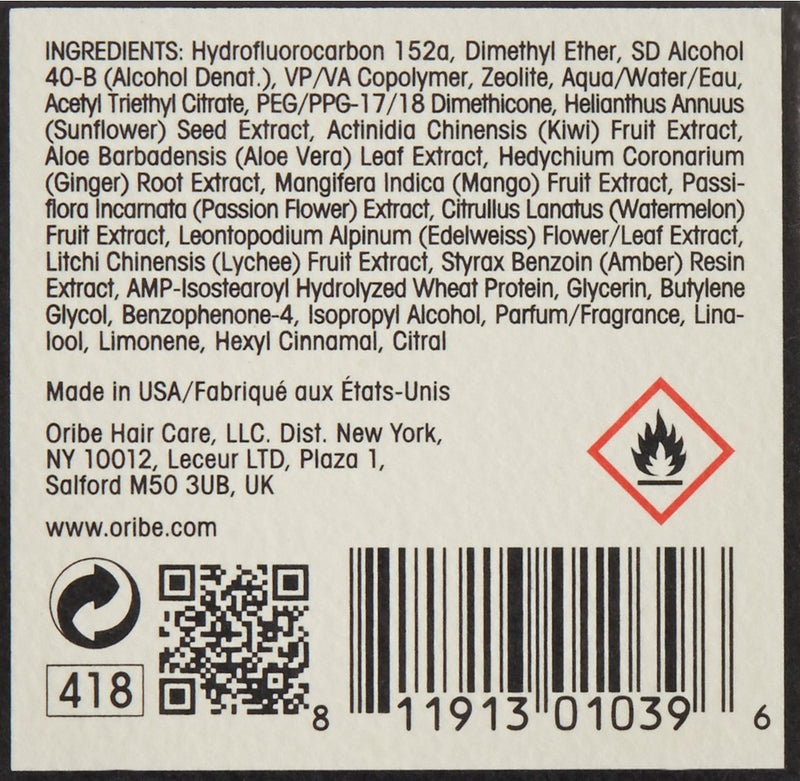 INGREDIENTS: Hydrofluorocarbon 152a, Dimethyl Ether, SD Alcohol
40-B (Alcohol Denat.), VP/VA Copolymer, Zeolite, Aqua/Water/Eau,
Acetyl Triethyl Citrate, PEG/PPG-17/18 Dimethicone, Helianthus Annuus
(Sunflower) Seed Extract, Actinidia Chinensis (Kiwi) Fruit Extract,
Aloe Barbadensis (Aloe Vera) Leaf Extract, Hedychium Coronarium
(Ginger) Root Extract, Mangifera Indica (Mango) Fruit Extract, Passi-
flora Incarnata (Passion Flower) Extract, Citrullus Lanatus (Watermelon)
Fruit Extract, Leontopodium Alpinum (Edelweiss) Flower/Leaf Extract,
Litchi Chinensis (Lychee) Fruit Extract, Styrax Benzoin (Amber) Resin
Extract, AMP-Isostearoyl Hydrolyzed Wheat Protein, Glycerin, Butylene
Glycol, Benzophenone-4, Isopropyl Alcohol, Parfum/Fragrance, Lina-
lool, Limonene, Hexyl Cinnamal, Citral
Made in USA/Fabriqué aux États-Unis
Oribe Hair Care, LLC. Dist. New York,
NY 10012, Leceur LTD, Plaza 1,
Salford M50 3UB, UK
www.oribe.com
418
8 11913 01039 6